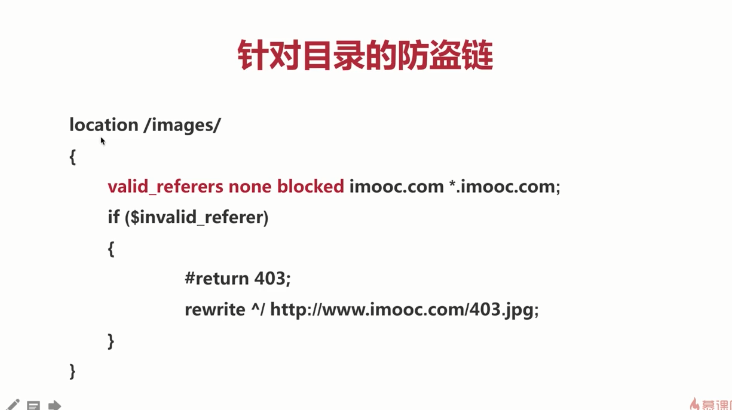 针对目录的防盗链
location /images/
{
valid_referers none blocked imooc.com *.imooc.com;
if ($invalid_referer)
{
#return 403;
rewrite ^/ http://www.imooc.com/403.jpg;
}
}
慕课